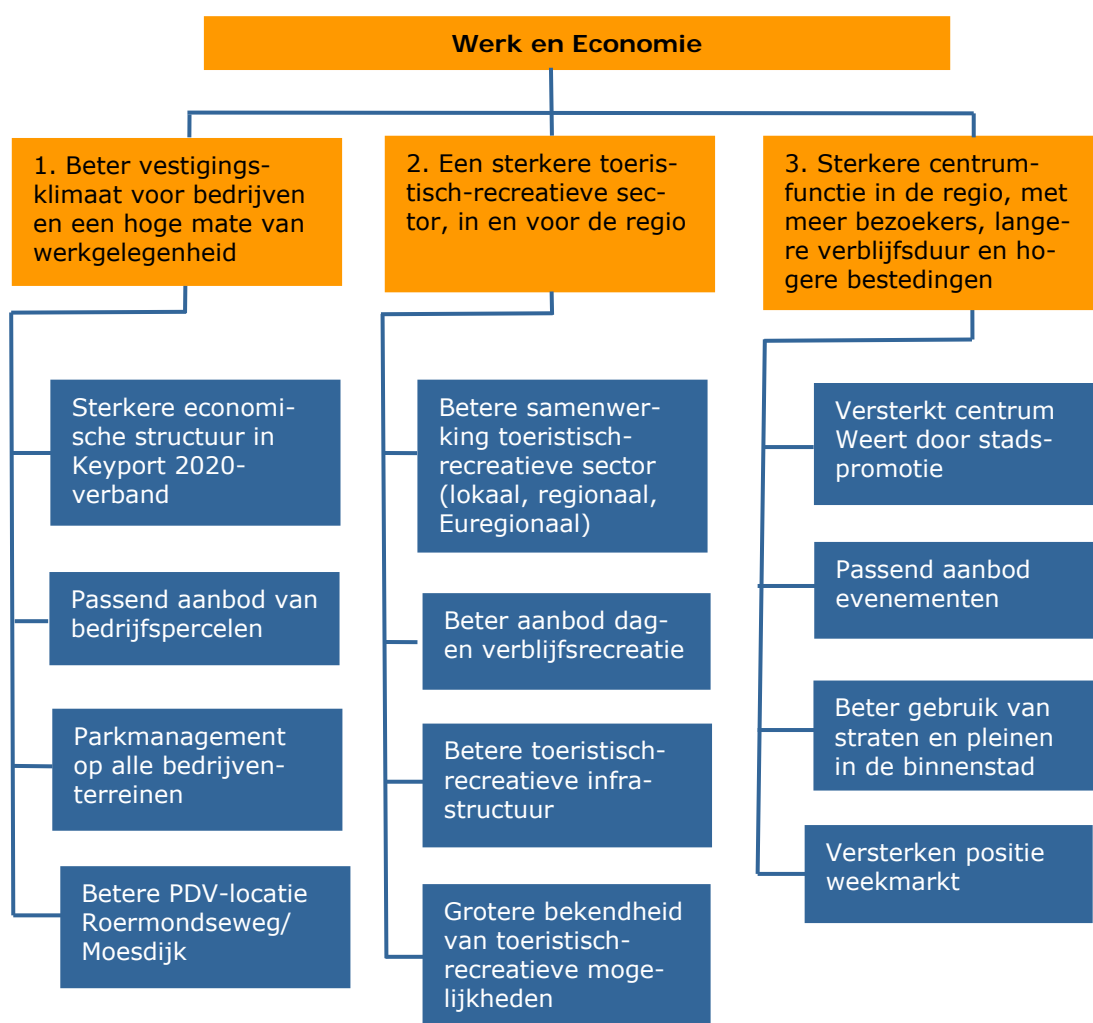 Werk en Economie
1. Beter vestigings-
klimaat voor bedrijven
en een hoge mate van
werkgelegenheid
Sterkere economi-
sche structuur in
Keyport 2020-
verband
Passend aanbod van
bedrijfspercelen
Parkmanagement
op alle bedrijven-
terreinen
Betere PDV-locatie
Roermondseweg/
Moesdijk
2. Een sterkere toeris-
tisch-recreatieve sec-
tor, in en voor de regio
Betere samenwer-
king toeristisch-
recreatieve sector
(lokaal, regionaal,
Euregionaal)
Beter aanbod dag-
en verblijfsrecreatie
Betere toeristisch-
recreatieve infra-
structuur
Grotere bekendheid
van toeristisch-
recreatieve moge-
lijkheden
3. Sterkere centrum-
functie in de regio, met
meer bezoekers, lange-
re verblijfsduur en ho-
gere bestedingen
Versterkt centrum
Weert door stads-
promotie
Passend aanbod
evenementen
Beter gebruik van
straten en pleinen
in de binnenstad
Versterken positie
weekmarkt